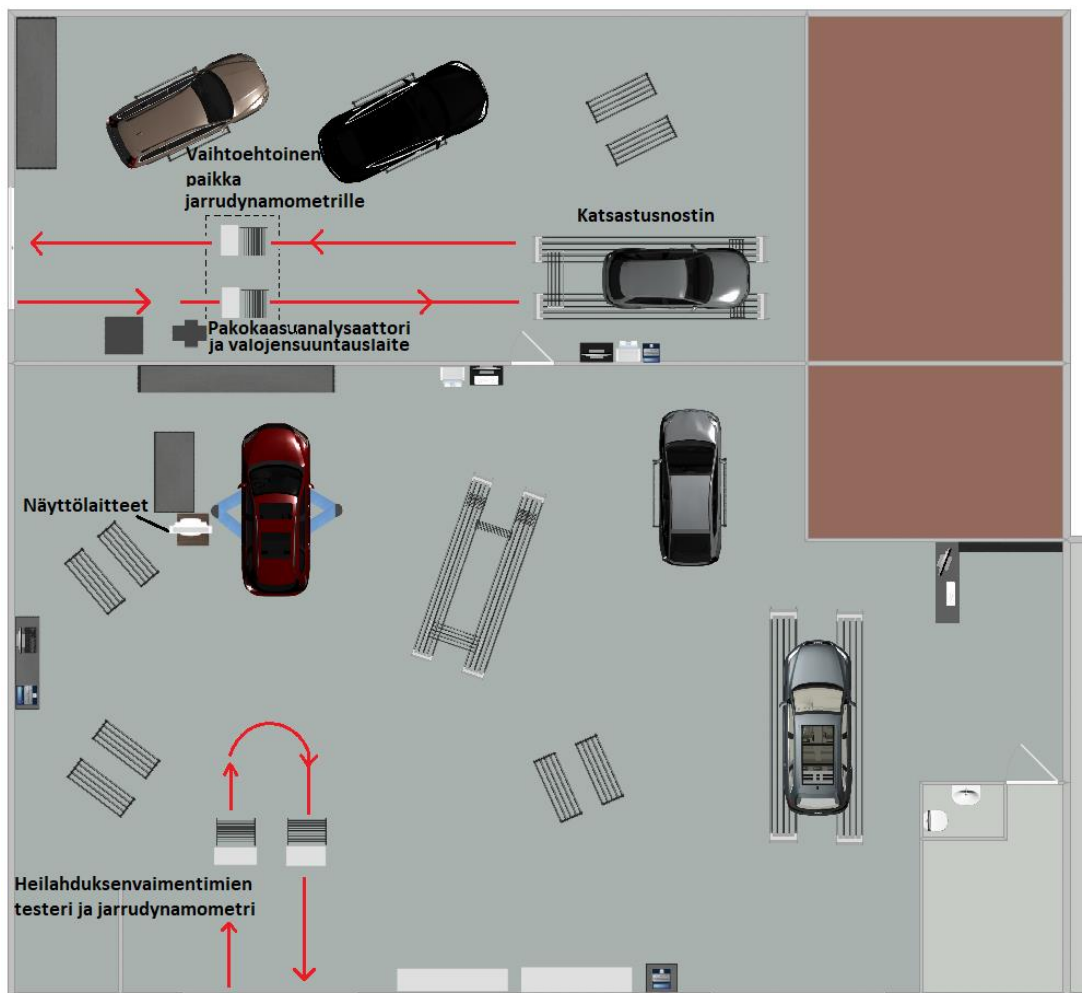 Vaihtoehtoinen
paikka
jarrudynamometrille
Katsastusnostin
Pakokaasuanalysaattori
ja valojensuuntauslaite
Näyttölaitteet
Heilahduksenvaimentimien
testeri ja jarrudynamometri